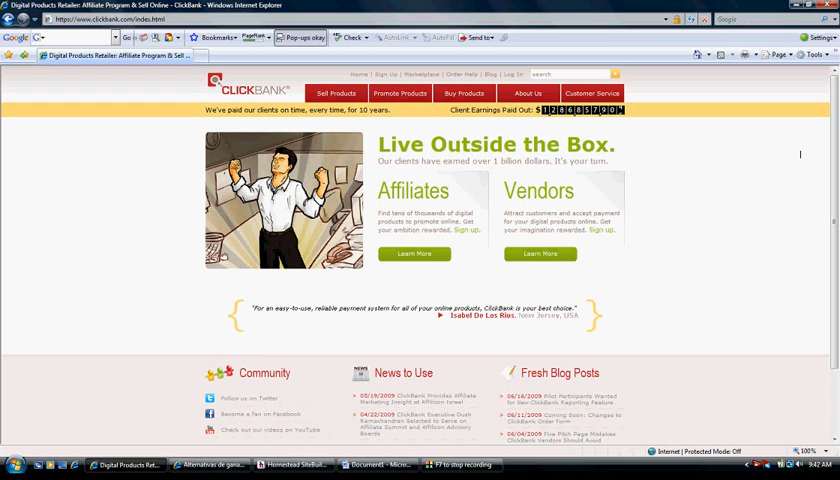 Digital Products Retailer: Affiliate Program & Sell Online - ClickBank - Windows Internet Explorer
https://www.clickbank.com/index.html
Google
Google
G
Go
Bookmarks
PageRank
Pop-ups okay
Check
AutoLink
AutoFill
Send to
Settings
Digital Products Retailer: Affiliate Program & Sell ...
Page
Tools
CLICKBANK
Home | Sign Up | Marketplace | Order Help | Blog | Log In
search
Sell Products
Promote Products
Buy Products
About Us
Customer Service
We've paid our clients on time, every time, for 10 years.
Client Earnings Paid Out: $
Live Outside the Box.
Our clients have earned over 1 billion dollars. It's your turn.
Affiliates
Find tens of thousands of digital
products to promote online. Get
your ambition rewarded. Sign up.
Learn More
Vendors
Attract customers and accept payment
for your digital products online. Get
your imagination rewarded. Sign up.
Learn More
"For an easy-to-use, reliable payment system for all of your online products, ClickBank is your best choice."
Isabel De Los Rios, New Jersey, USA
Community
Follow us on Twitter
Become a fan on Facebook
Check out our videos on YouTube
NEWS
News to Use
05/19/2009 ClickBank Provides Affiliate
Marketing Insight at Affilicon Israel
04/22/2009 ClickBank Executive Dush
Ramachandran Selected to Serve on
Affiliate Summit and Affilicon Advisory
Boards
Fresh Blog Posts
06/16/2009 Pilot Participants Wanted
for New ClickBank Reporting Feature
06/11/2009 Coming Soon: Changes to
ClickBank Order Form
06/04/2009 Five Pitch Page Mistakes
ClickBank Vendors Should Avoid
Internet | Protected Mode: Off
100%
Digital Products Ret...
Alternativas de gana...
Homestead SiteBuil...
Document1 - Micro...
F7 to stop recording
9:42 AM